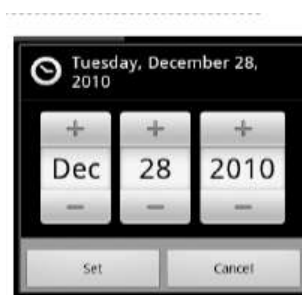 Tuesday, December 28,
2010
+ + +
Dec 28 2010
- - -
Set Cancel